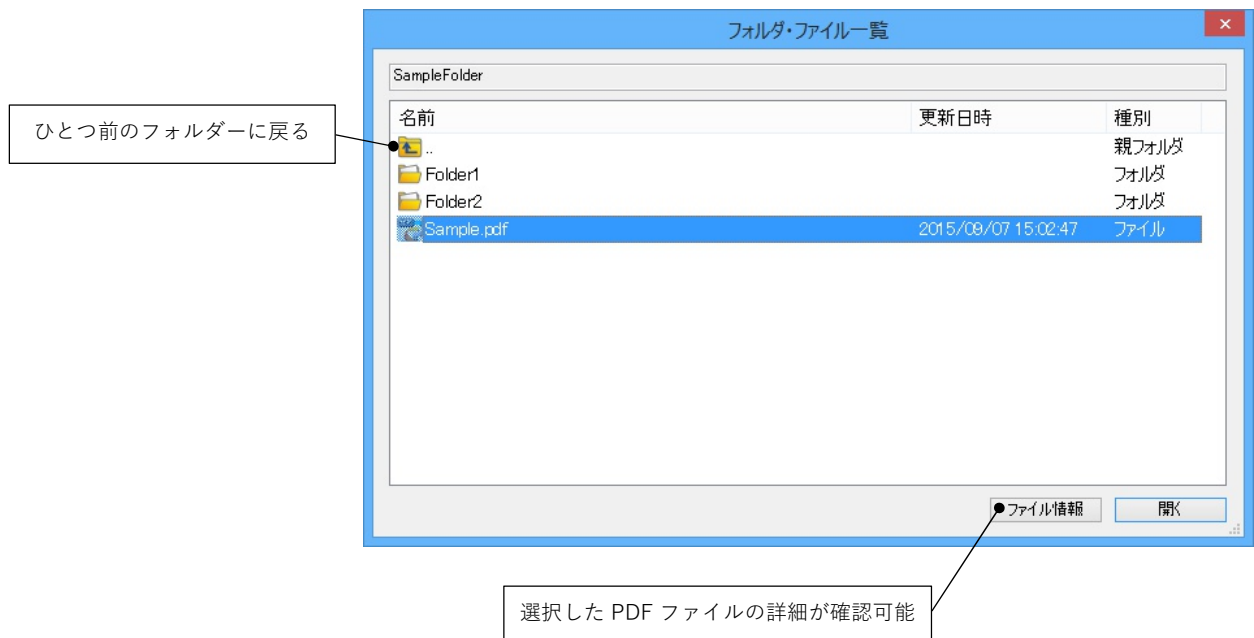 フォルダ・ファイル一覧
SampleFolder
名前 更新日時 種別
ひとつ前のフォルダーに戻る
.. 親フォルダ
Folder1 フォルダ
Folder2 フォルダ
Sample.pdf 2015/09/07 15:02:47 ファイル
ファイル情報 開く
選択した PDF ファイルの詳細が確認可能